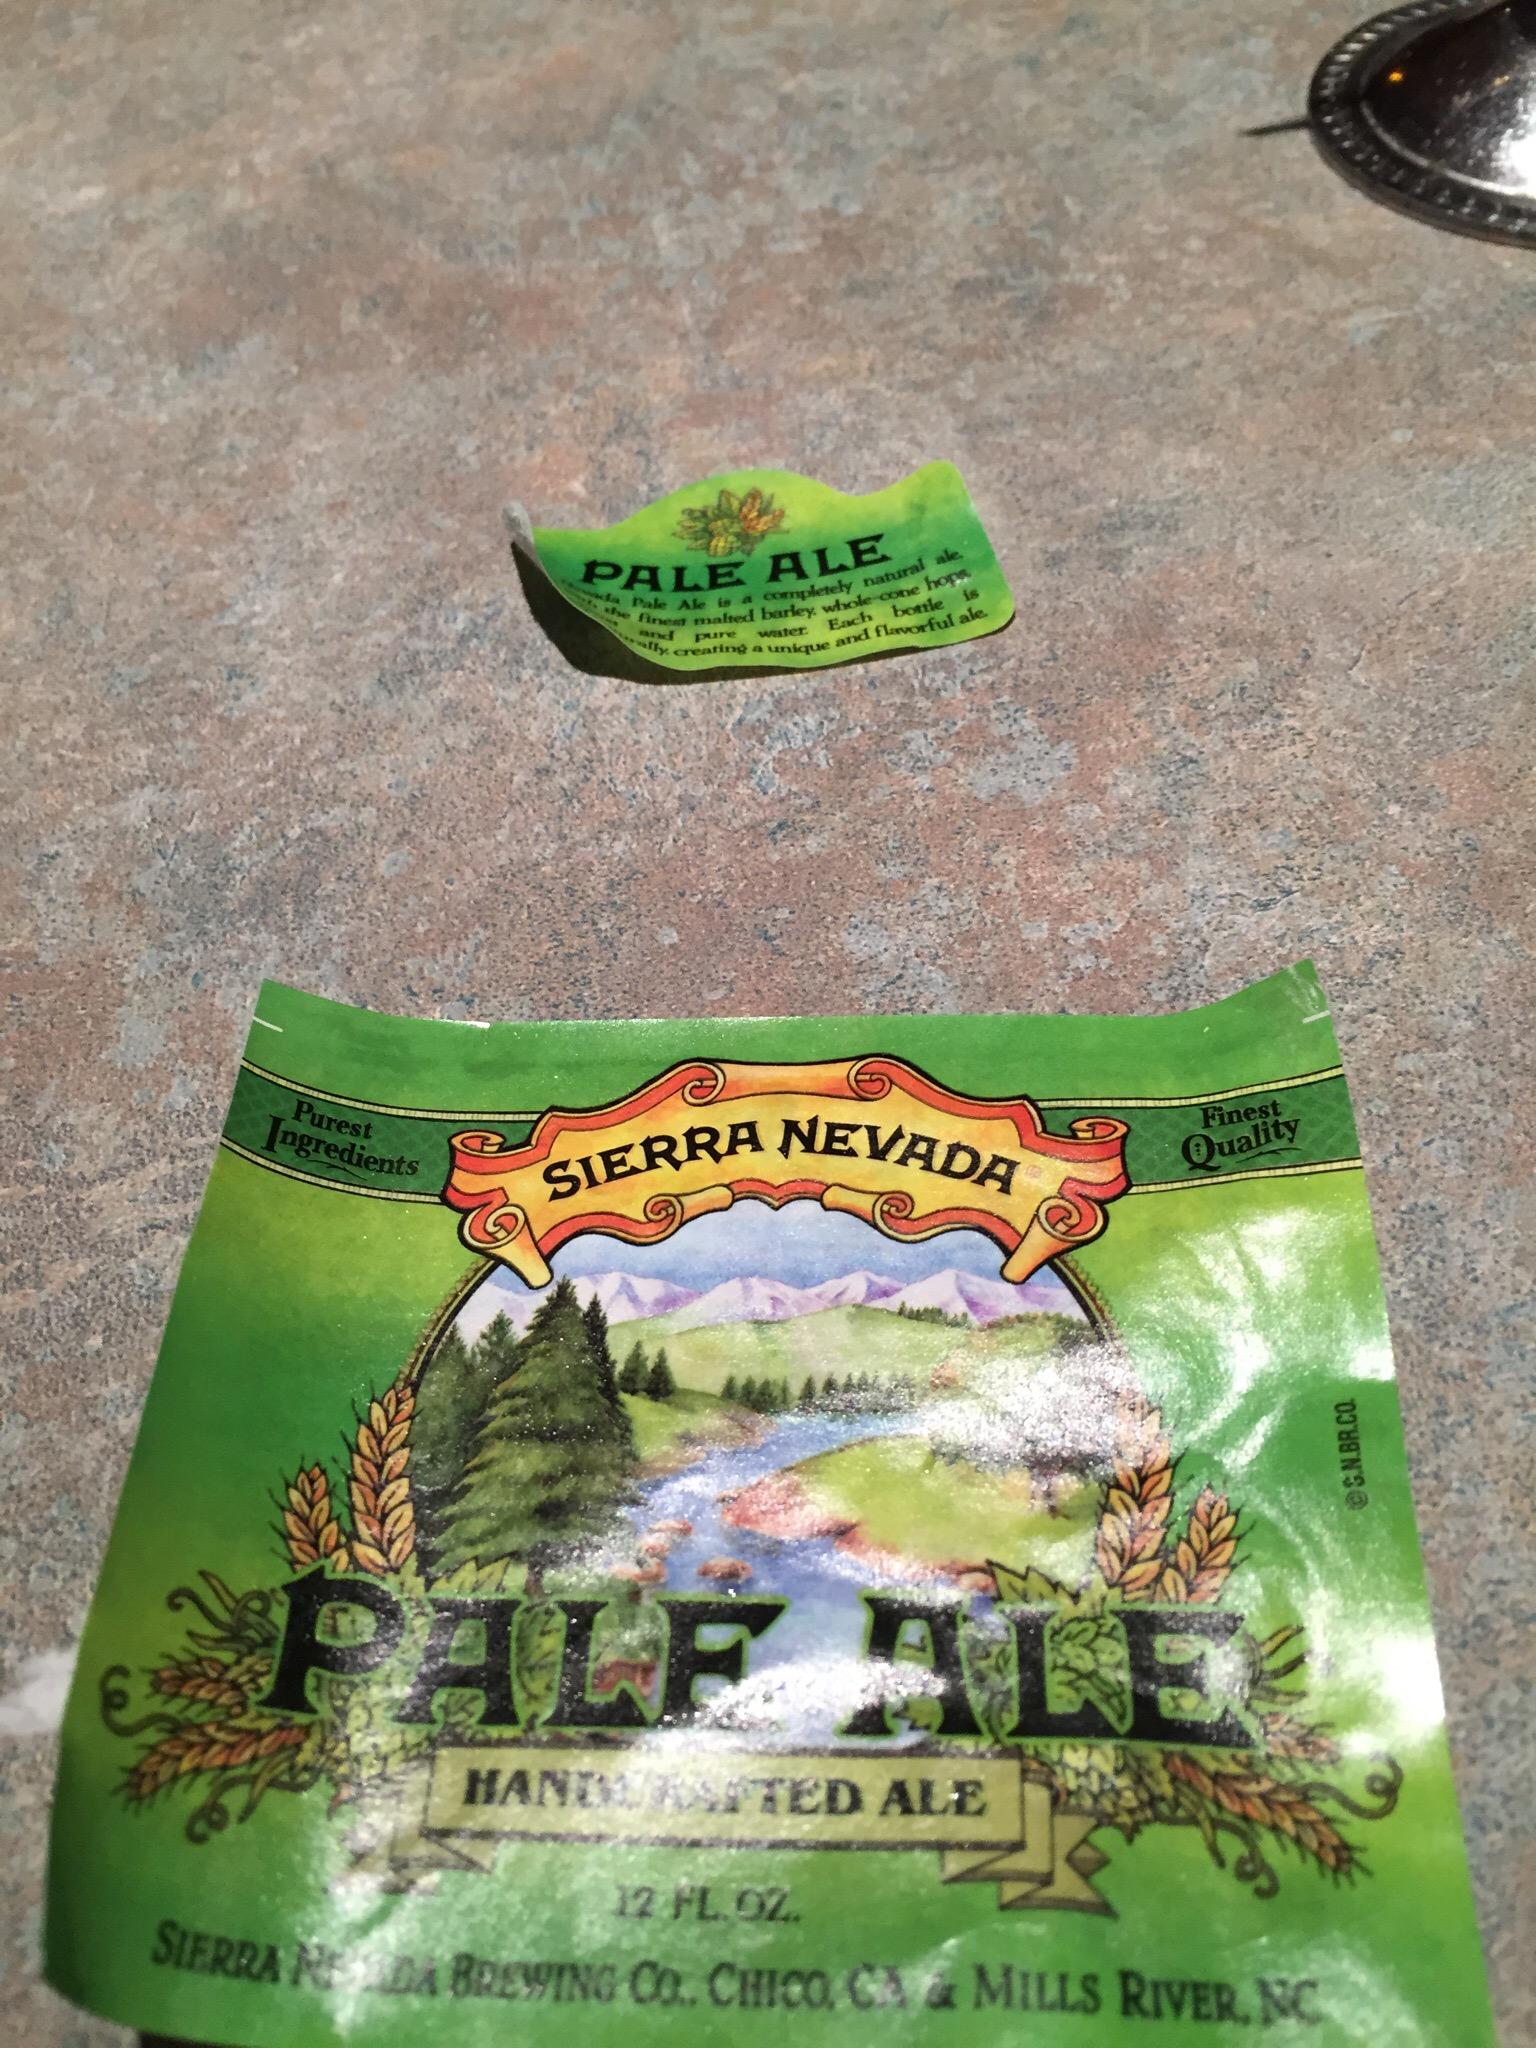 PALE ALE
Pale Ale is a completely natural ale,
the finest malted barley, whole-cone hops,
and pure water. Each bottle is
creating a unique and flavorful ale.
Purest
Ingredients
SIERRA NEVADA
Finest
Quality
©S.N.BR.CO.
PALE ALE
HANDCRAFTED ALE
12 FL. OZ.
SIERRA NEVADA BREWING CO., CHICO, CA & MILLS RIVER, NC